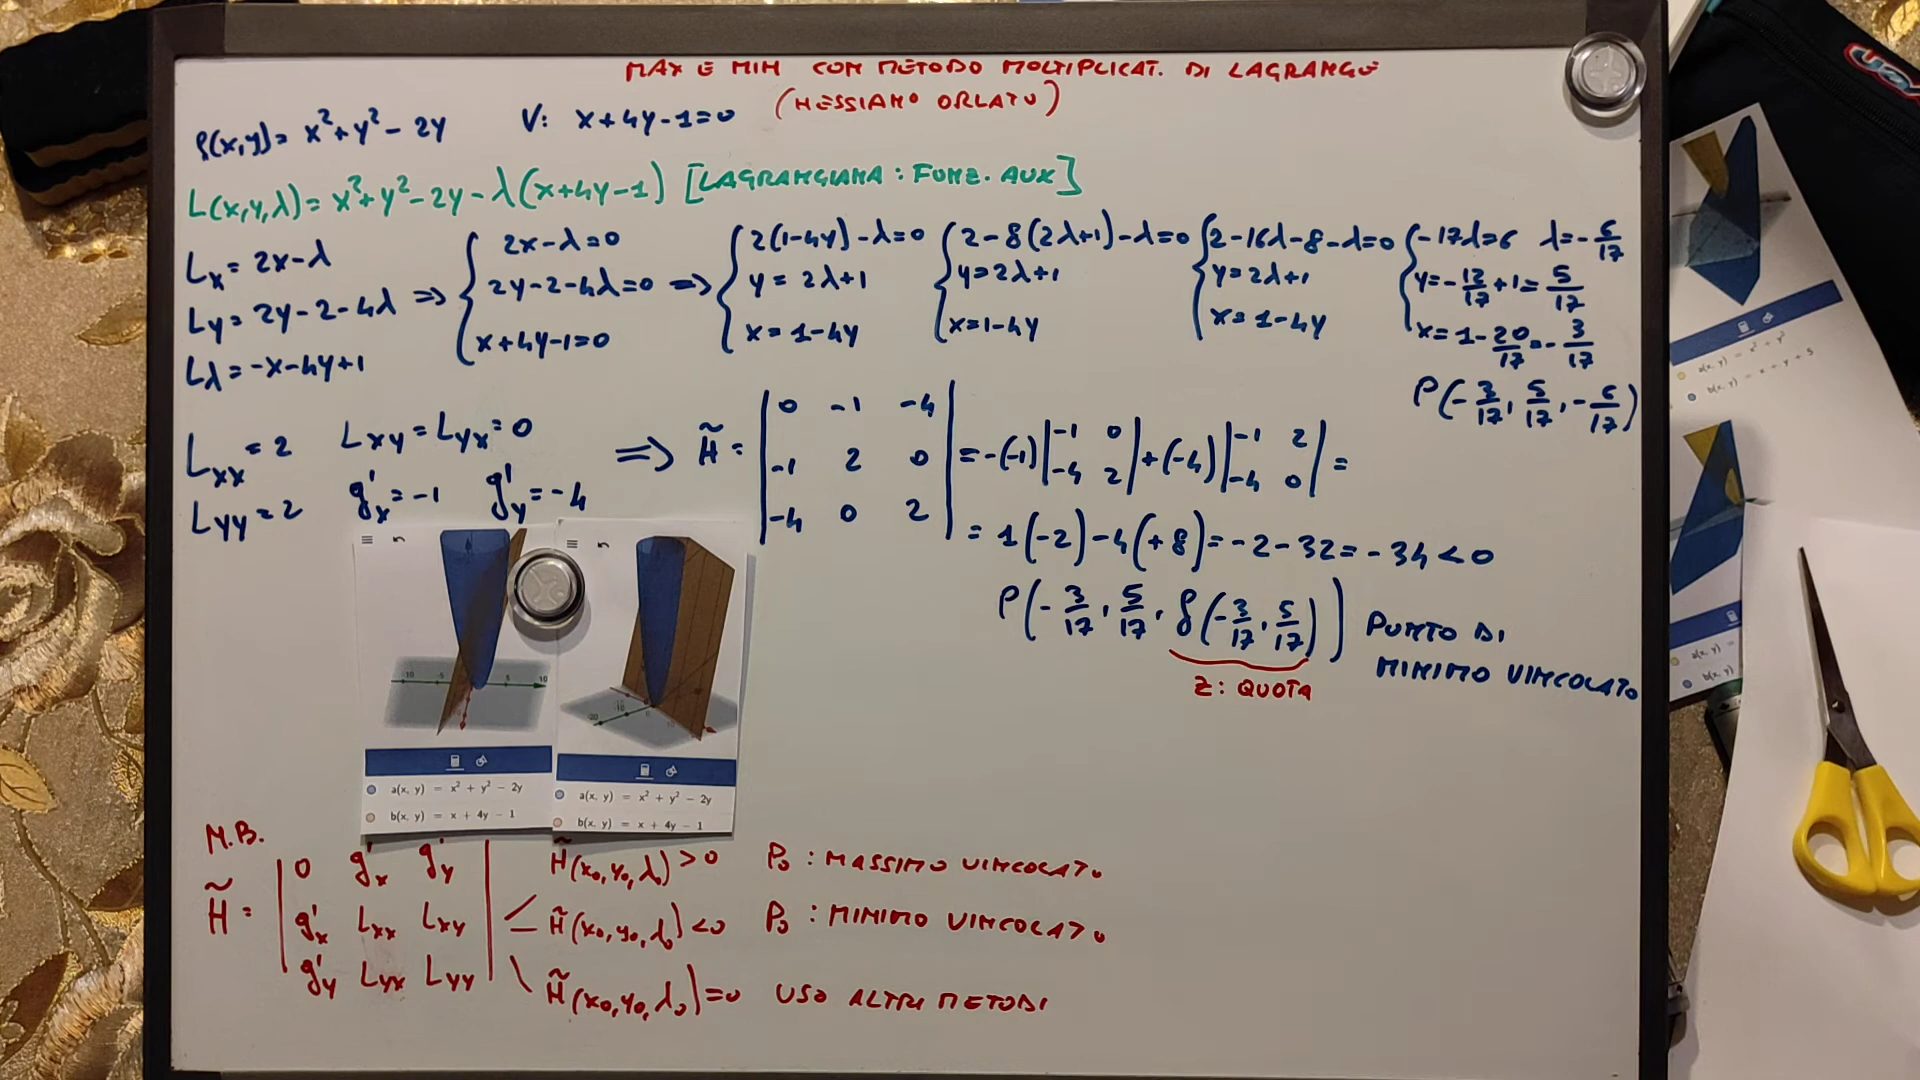 MAX E MIN CON METODO MOLTIPLICAT. DI LAGRANGE
(HESSIANO ORLATO)
f(x,y)= x²+y²-2y V: x+4y-1=0
L(x,y,λ)= x²+y²-2y-λ(x+4y-1) [LAGRANGIANA: FUNZ. AUX]
Lx = 2x-λ
Ly = 2y-2-4λ
Lλ = -x-4y+1
⇒ { 2x-λ=0
2y-2-4λ=0
x+4y-1=0
⇒ { 2(1-4y)-λ=0
y = 2λ+1
x = 1-4y
{ 2-8(2λ+1)-λ=0
y=2λ+1
x=1-4y
{ 2-16λ-8-λ=0
y=2λ+1
x=1-4y
{ -17λ=6 λ=-6/17
y=-12/17+1=5/17
x=1-20/17=-3/17
P(-3/17, 5/17, -6/17)
Lxx = 2 Lxy = Lyx = 0
Lyy = 2 g'x = -1 g'y = -4
⇒ H̃ = | 0 -1 -4 |
| -1 2 0 |
| -4 0 2 |
= -(-1) | -1 0 | + (-4) | -1 2 | =
| -4 2 | | -4 0 |
= 1(-2)-4(+8) = -2-32 = -34 < 0
P(-3/17, 5/17, f(-3/17, 5/17)) PUNTO DI
MINIMO VINCOLATO
Z: QUOTA
-10 -5 5 10
a(x, y) = x² + y² - 2y
b(x, y) = x + 4y - 1
a(x, y) = x² + y² - 2y
b(x, y) = x + 4y - 1
N.B.
H̃ = | 0 g'x g'y |
| g'x Lxx Lxy |
| g'y Lyx Lyy |
H̃(x₀,y₀,λ₀) > 0 P₀: MASSIMO VINCOLATO
H̃(x₀,y₀,λ₀) < 0 P₀: MINIMO VINCOLATO
H̃(x₀,y₀,λ₀) = 0 USO ALTRI METODI
a(x, y) = x² + y²
b(x, y) = x + y + 5
a(x, y) =
b(x, y)